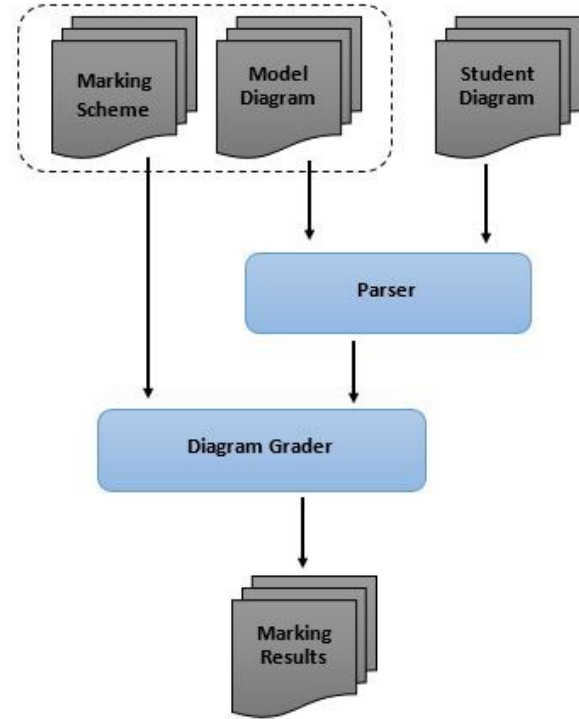 Marking
Scheme
Model
Diagram
Student
Diagram
Parser
Diagram Grader
Marking
Results